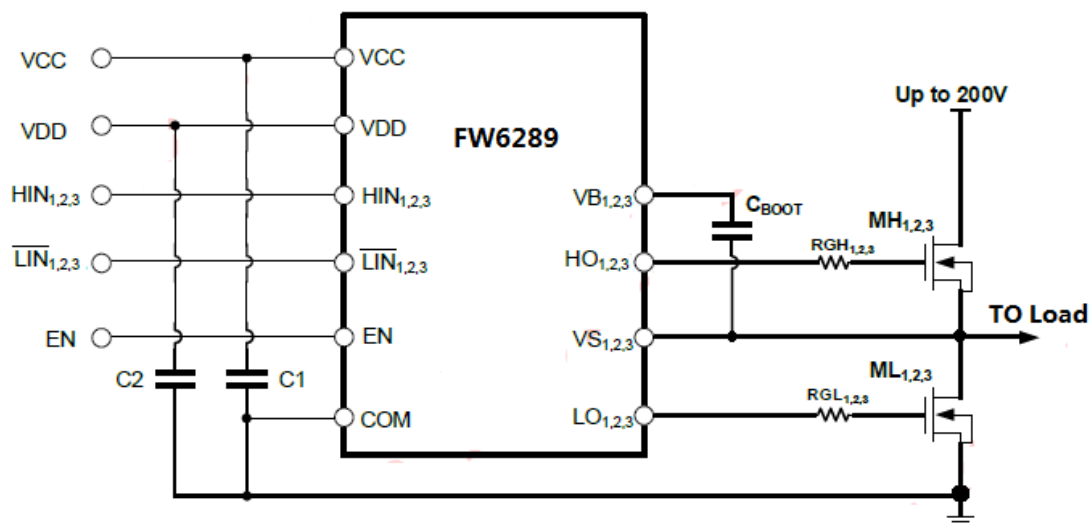 VCC
VDD
HIN1,2,3
L̅I̅N̅1,2,3
EN
C2
C1
FW6289
VCC
VDD
HIN1,2,3
L̅I̅N̅1,2,3
EN
COM
VB1,2,3
HO1,2,3
VS1,2,3
LO1,2,3
CBOOT
Up to 200V
MH1,2,3
RGH1,2,3
TO Load
ML1,2,3
RGL1,2,3